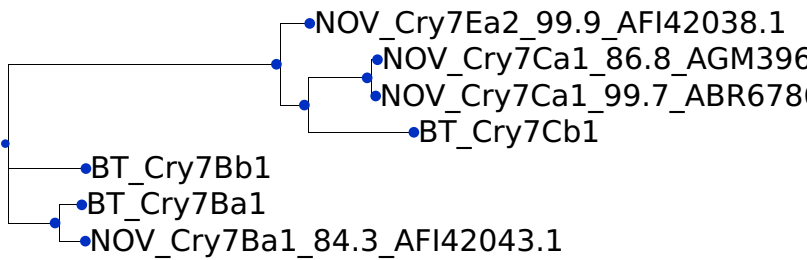 NOV_Cry7Ea2_99.9_AFI42038.1
NOV_Cry7Ca1_86.8_AGM396
NOV_Cry7Ca1_99.7_ABR678
BT_Cry7Cb1
BT_Cry7Bb1
BT_Cry7Ba1
NOV_Cry7Ba1_84.3_AFI42043.1